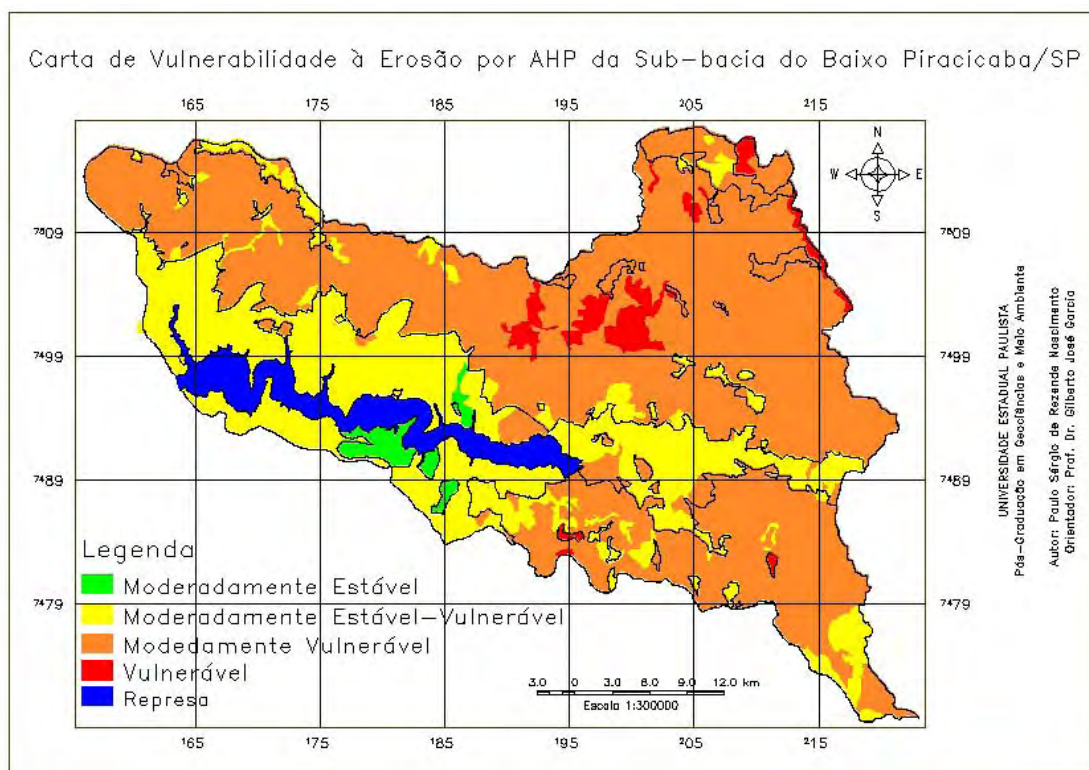 Carta de Vulnerabilidade à Erosão por AHP da Sub-bacia do Baixo Piracicaba/SP
165 175 185 195 205 215
N
W E
S
7809 7809
7499 7499
7489 7489
7479 7479
Legenda
Moderadamente Estável
Moderadamente Estável-Vulnerável
Modedamente Vulnerável
Vulnerável
Represa
3.0 0 3.0 6.0 9.0 12.0 km
Escala 1:300000
165 175 185 195 205 215
UNIVERSIDADE ESTADUAL PAULISTA
Pós-Graduação em Geociências e Meio Ambiente
Autor: Paulo Sérgio de Rezende Nascimento
Orientador: Prof. Dr. Gilberto José Garcia